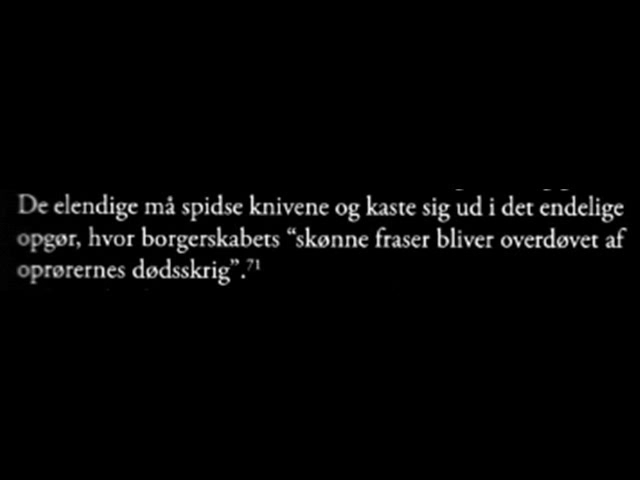 De elendige må spidse knivene og kaste sig ud i det endelige
opgør, hvor borgerskabets “skønne fraser bliver overdøvet af
oprørernes dødsskrig”.⁷¹